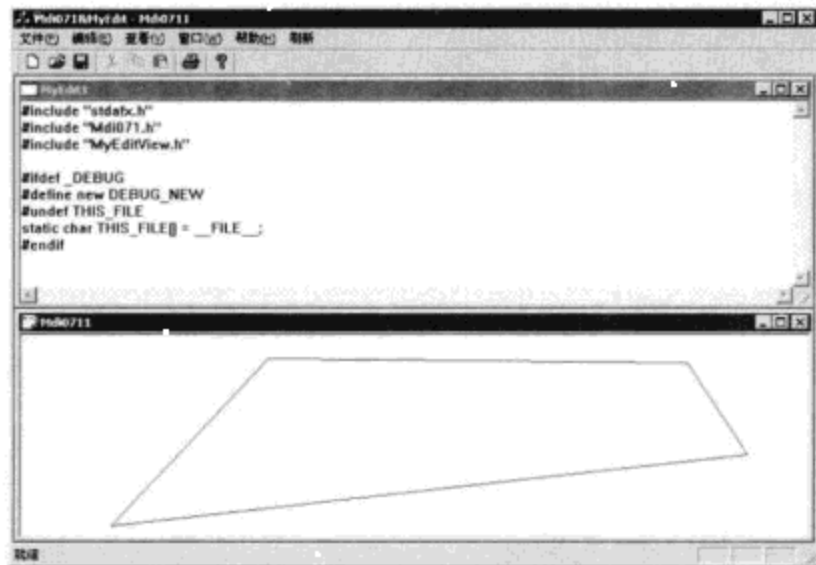 Mdi071&MyEdit - Mdi0711
文件(F) 编辑(E) 查看(V) 窗口(W) 帮助(H) 刷新
MyEdit1
#include "stdafx.h"
#include "Mdi071.h"
#include "MyEditView.h"
#ifdef _DEBUG
#define new DEBUG_NEW
#undef THIS_FILE
static char THIS_FILE[] = __FILE__;
#endif
Mdi0711
就绪